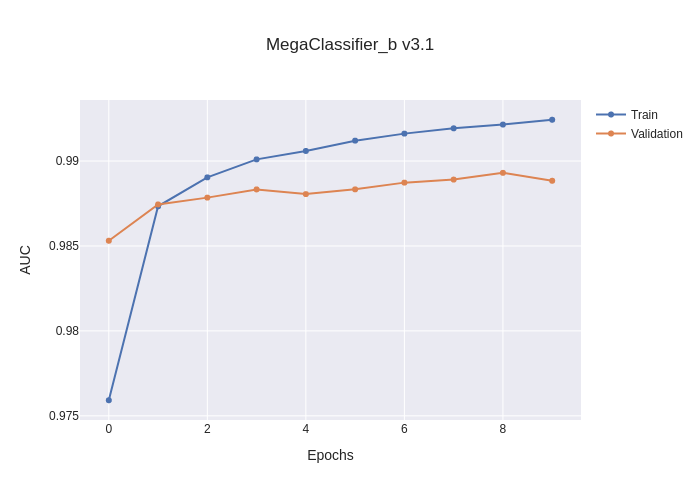 MegaClassifier_b v3.1
Train
Validation
0.99
0.985
0.98
0.975
AUC
0 2 4 6 8
Epochs